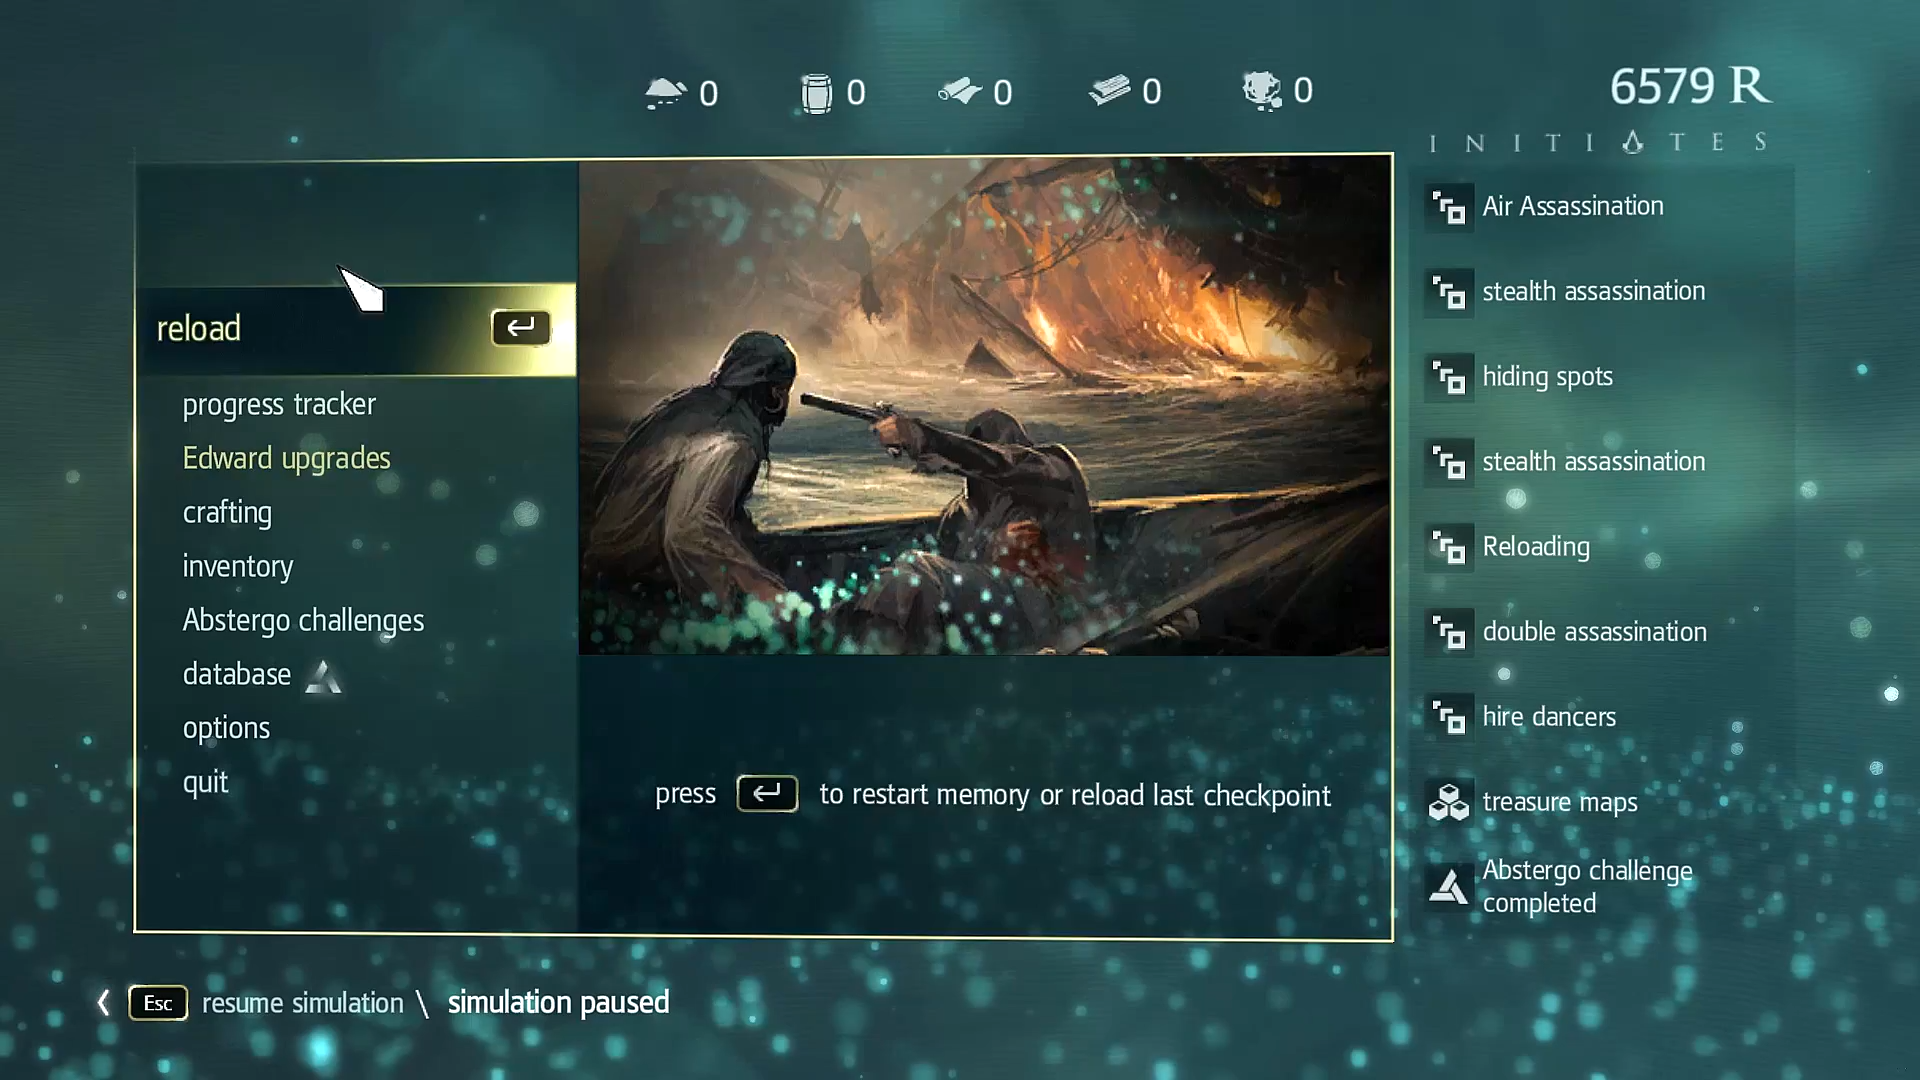 0 0 0 0 0 6579 R
INITIATES
reload
progress tracker
Edward upgrades
crafting
inventory
Abstergo challenges
database
options
quit
press to restart memory or reload last checkpoint
Air Assassination
stealth assassination
hiding spots
stealth assassination
Reloading
double assassination
hire dancers
treasure maps
Abstergo challenge
completed
Esc resume simulation \ simulation paused